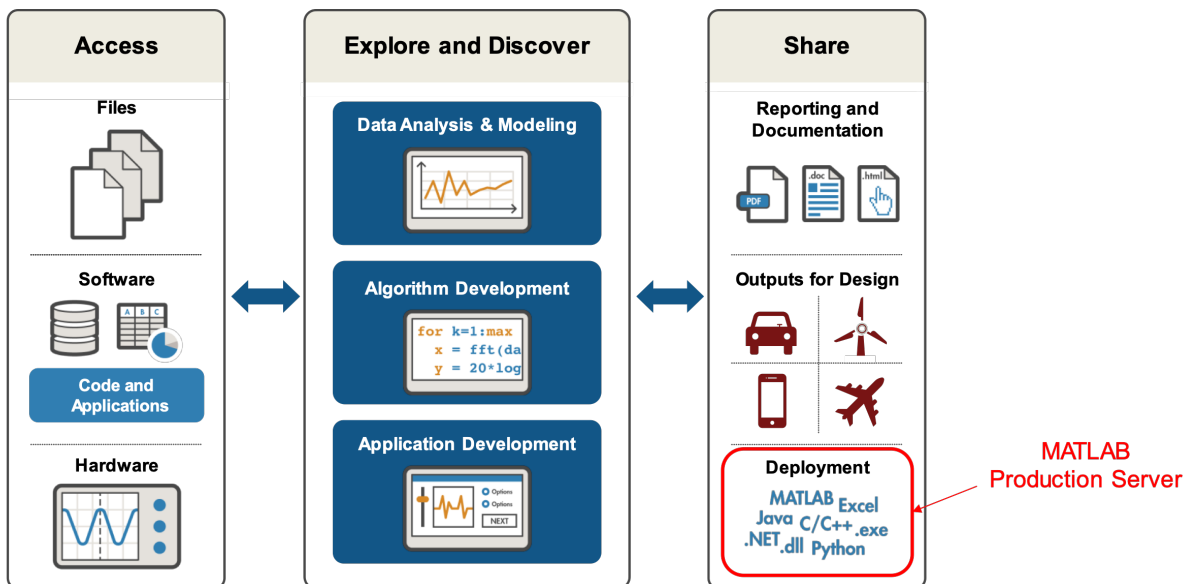 Access
Files
Software
A B C
Code and
Applications
Hardware
Explore and Discover
Data Analysis & Modeling
Algorithm Development
for k=1:max
x = fft(da
y = 20*log
Application Development
Options
Options
NEXT
Share
Reporting and
Documentation
PDF
.doc
.html
Outputs for Design
Deployment
MATLAB Excel
Java C/C++ .exe
.NET .dll Python
MATLAB
Production Server